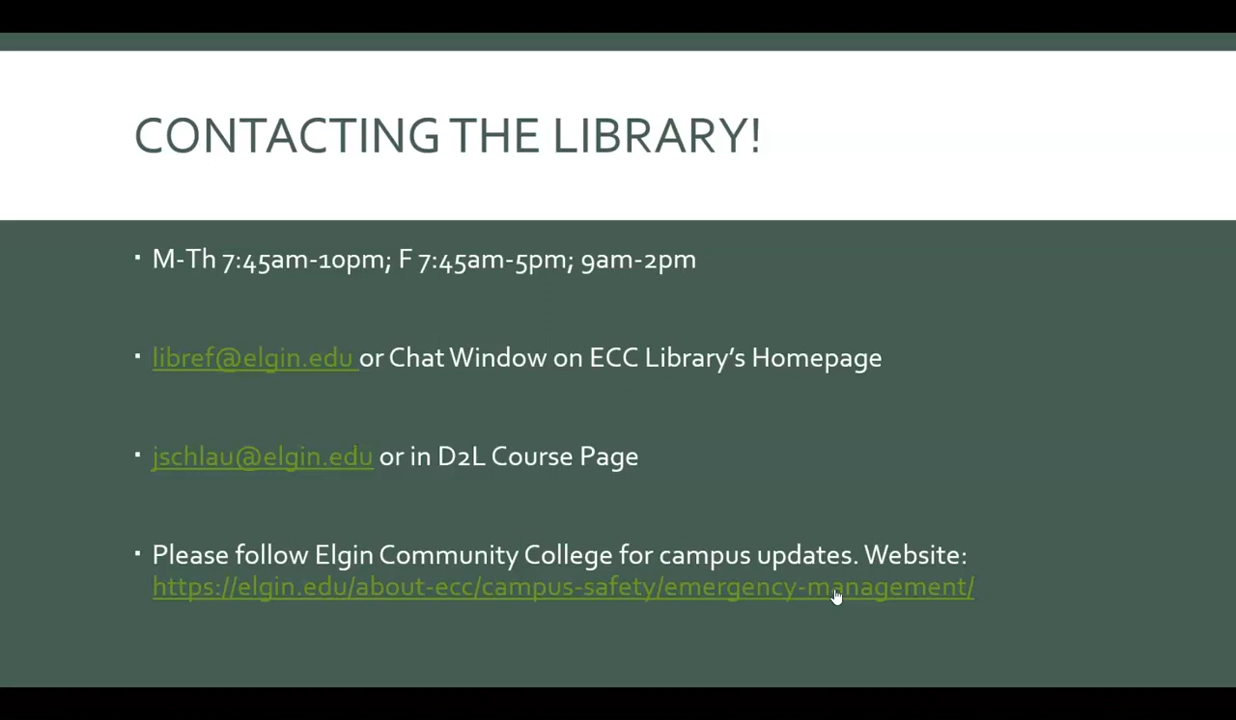 CONTACTING THE LIBRARY!
▪ M-Th 7:45am-10pm; F 7:45am-5pm; 9am-2pm
▪ libref@elgin.edu or Chat Window on ECC Library’s Homepage
▪ jschlau@elgin.edu or in D2L Course Page
▪ Please follow Elgin Community College for campus updates. Website:
https://elgin.edu/about-ecc/campus-safety/emergency-management/